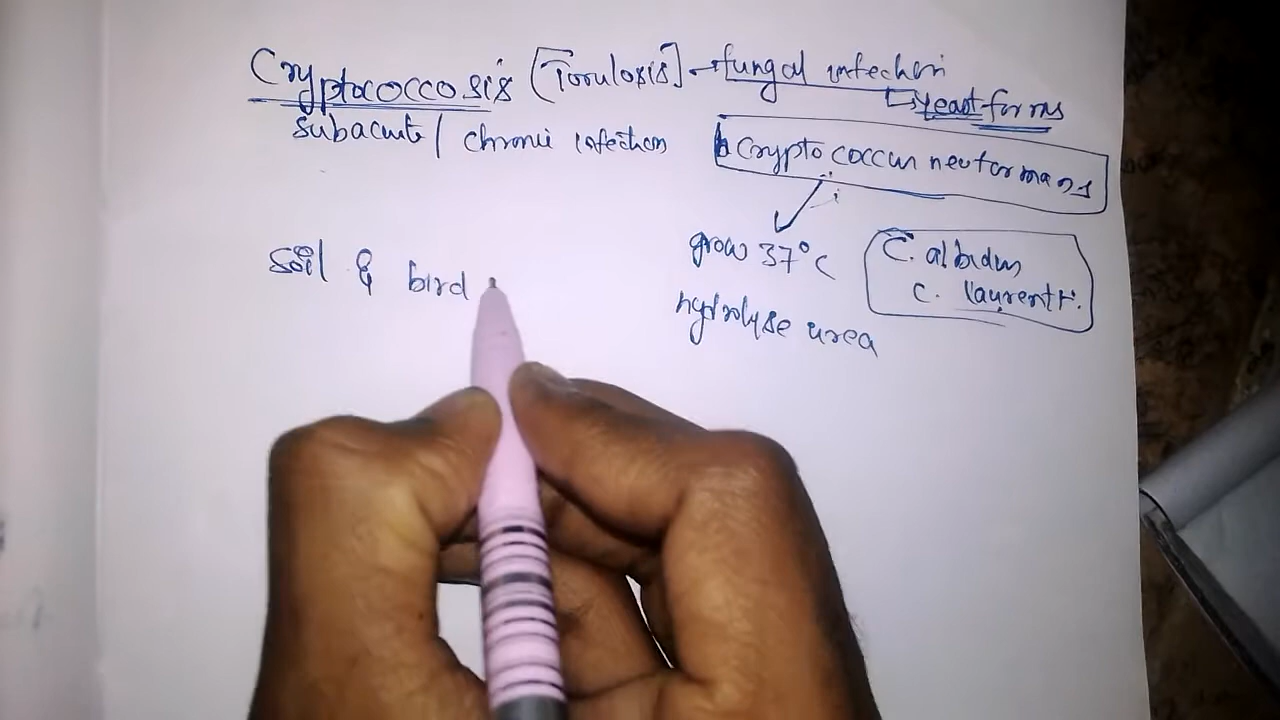 Cryptococcosis [Torulosis] → fungal infection
↳ yeast forms
subacute / chronic infection
Cryptococcus neoformans
grow 37°C
C. albidus
C. laurentii
soil & bird
hydrolyse urea